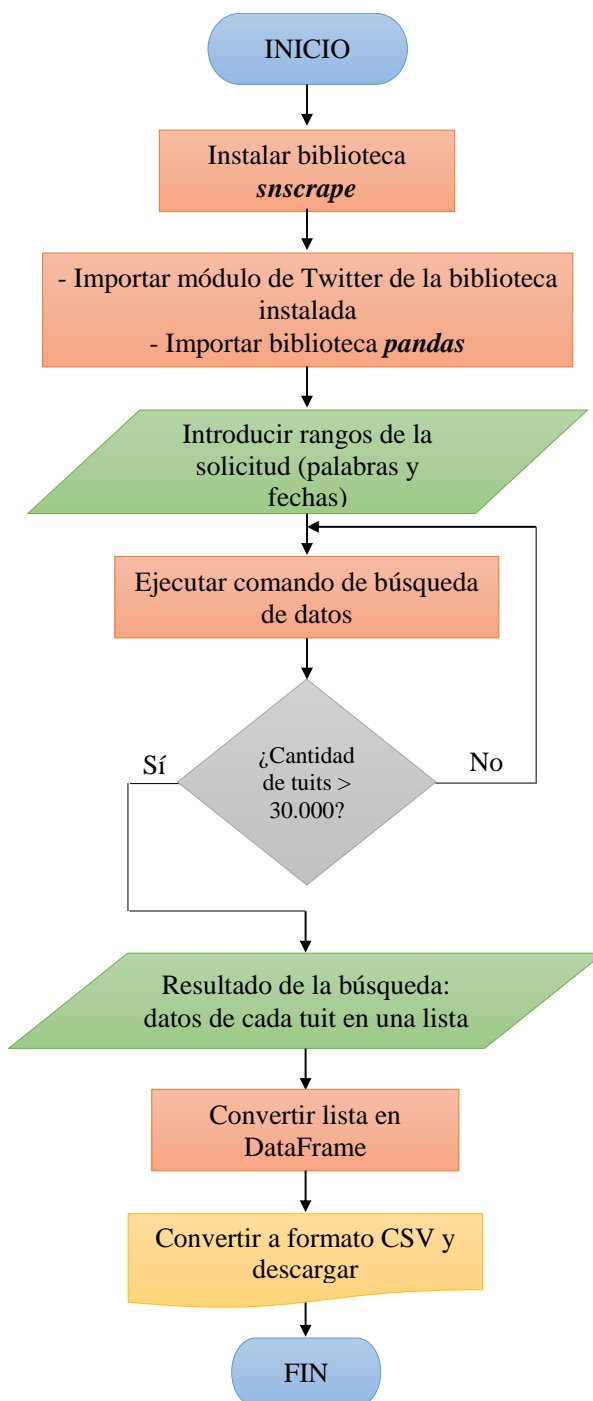 INICIO
Instalar biblioteca
snscrape
- Importar módulo de Twitter de la biblioteca
instalada
- Importar biblioteca pandas
Introducir rangos de la
solicitud (palabras y
fechas)
Ejecutar comando de búsqueda
de datos
¿Cantidad
de tuits >
30.000?
Sí
No
Resultado de la búsqueda:
datos de cada tuit en una lista
Convertir lista en
DataFrame
Convertir a formato CSV y
descargar
FIN